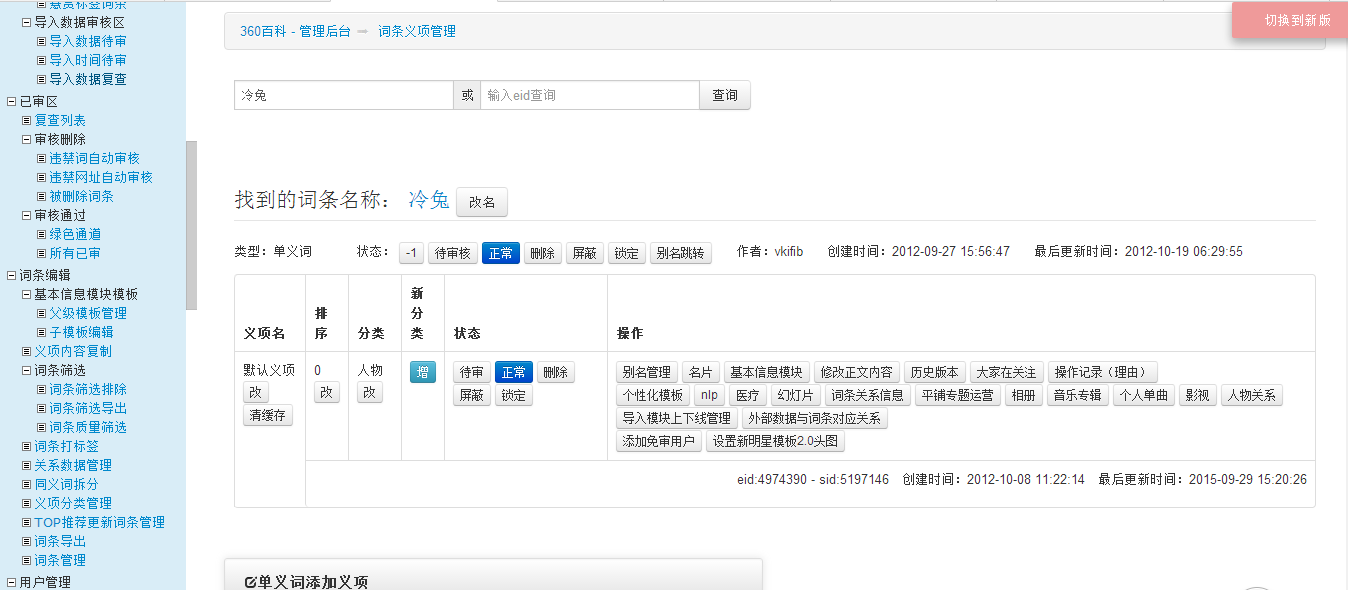 悬赏标签词条
导入数据审核区
导入数据待审
导入时间待审
导入数据复查
已审区
复查列表
审核删除
违禁词自动审核
违禁网址自动审核
被删除词条
审核通过
绿色通道
所有已审
词条编辑
基本信息模块模板
父级模板管理
子模板编辑
义项内容复制
词条筛选
词条筛选排除
词条筛选导出
词条质量筛选
词条打标签
关系数据管理
同义词拆分
义项分类管理
TOP推荐更新词条管理
词条导出
词条管理
用户管理
360百科 - 管理后台 词条义项管理
切换到新版
冷兔 或 输入eid查询 查询
找到的词条名称： 冷兔 改名
类型：单义词 状态： -1 待审核 正常 删除 屏蔽 锁定 别名跳转 作者：vkifib 创建时间：2012-09-27 15:56:47 最后更新时间：2012-10-19 06:29:55
义项名 排序 分类 新分类 状态 操作
默认义项 0 人物 增 待审 正常 删除 别名管理 名片 基本信息模块 修改正文内容 历史版本 大家在关注 操作记录（理由）
改 改 改 屏蔽 锁定 个性化模板 nlp 医疗 幻灯片 词条关系信息 平铺专题运营 相册 音乐专辑 个人单曲 影视 人物关系
清缓存 导入模块上下线管理 外部数据与词条对应关系
添加免审用户 设置新明星模板2.0头图
eid:4974390 - sid:5197146 创建时间：2012-10-08 11:22:14 最后更新时间：2015-09-29 15:20:26
单义词添加义项